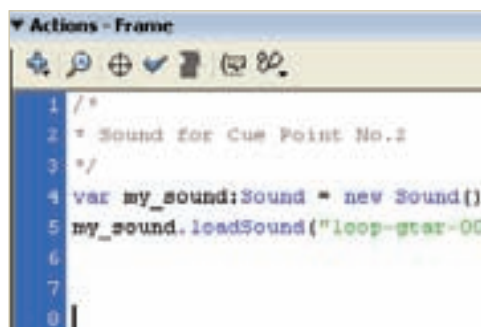 Actions - Frame
1 /*
2 * Sound for Cue Point No.2
3 */
4 var my_sound:Sound = new Sound()
5 my_sound.loadSound("loop-gtar-00
6
7
8